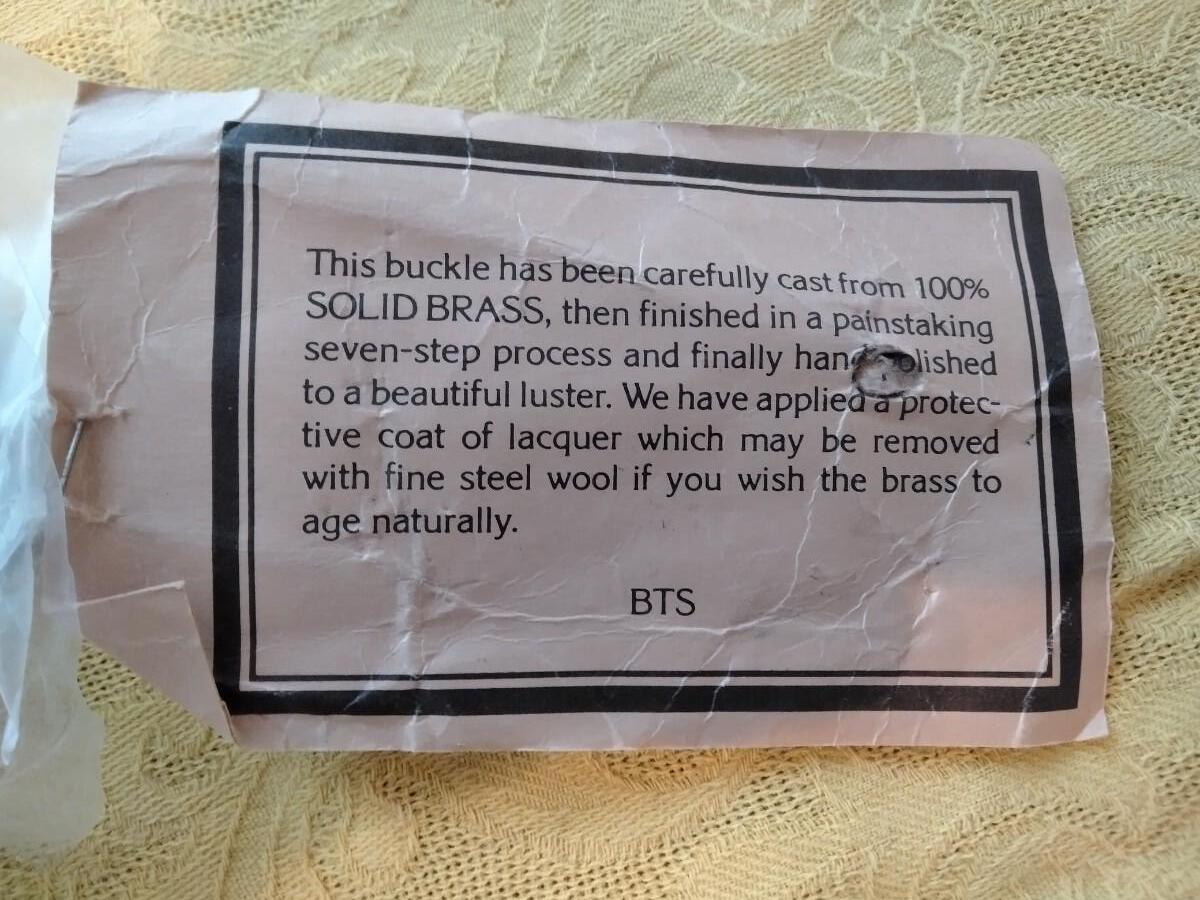 This buckle has been carefully cast from 100%
SOLID BRASS, then finished in a painstaking
seven-step process and finally
to a beautiful luster. We have applied a protec-
tive coat of lacquer which may be removed
with fine steel wool if you wish the brass to
age naturally.
BTS